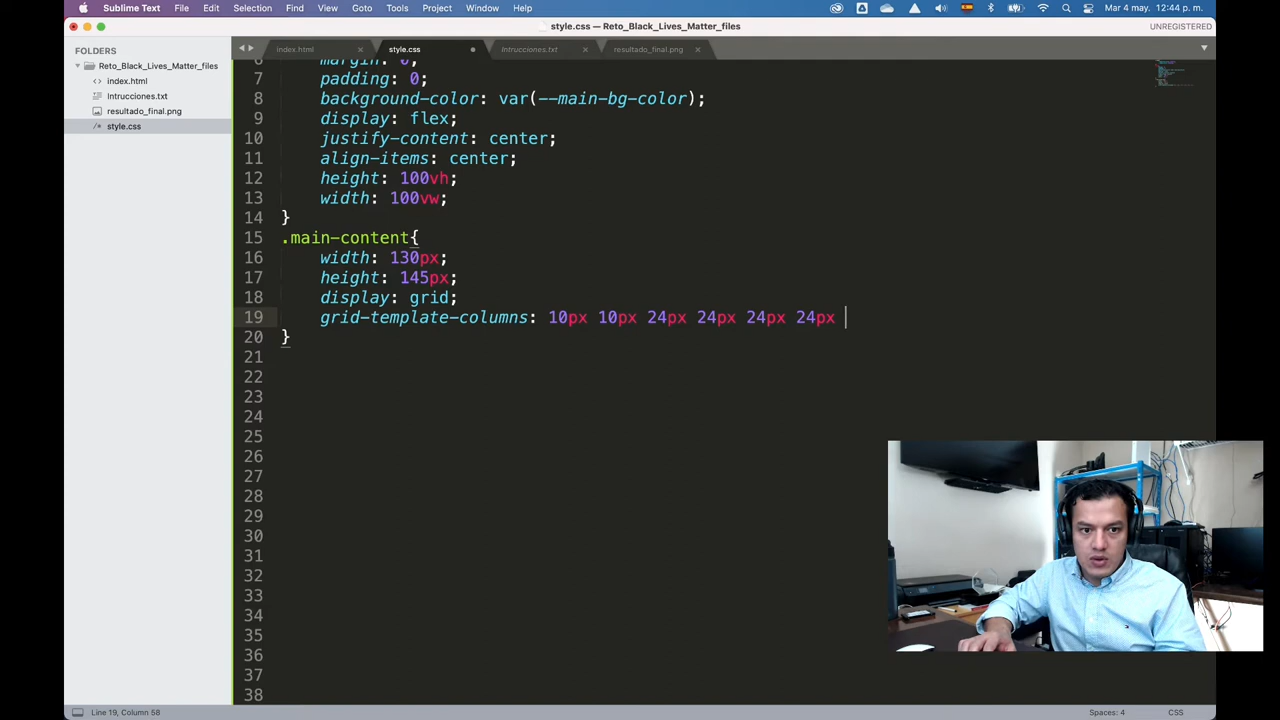 Sublime Text File Edit Selection Find View Goto Tools Project Window Help Mar 4 may. 12:44 p. m.
style.css — Reto_Black_Lives_Matter_files UNREGISTERED
FOLDERS
Reto_Black_Lives_Matter_files
index.html
Intrucciones.txt
resultado_final.png
style.css
index.html style.css Intrucciones.txt resultado_final.png
6 margin: 0;
7 padding: 0;
8 background-color: var(--main-bg-color);
9 display: flex;
10 justify-content: center;
11 align-items: center;
12 height: 100vh;
13 width: 100vw;
14 }
15 .main-content{
16 width: 130px;
17 height: 145px;
18 display: grid;
19 grid-template-columns: 10px 10px 24px 24px 24px 24px
20 }
21
22
23
24
25
26
27
28
29
30
31
32
33
34
35
36
37
38
Line 19, Column 58 Spaces: 4 CSS